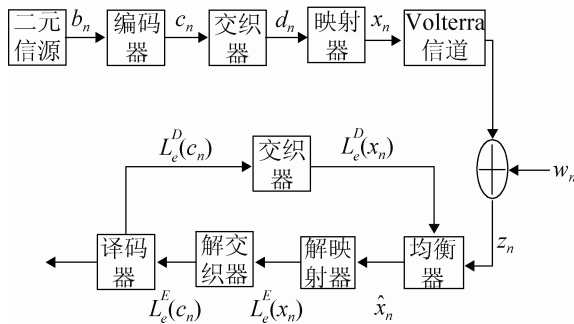 二元
信源
b_n
编码
器
c_n
交织
器
d_n
映射
器
x_n
Volterra
信道
w_n
z_n
L_e^D(c_n)
交织
器
L_e^D(x_n)
译码
器
L_e^E(c_n)
解交
织器
L_e^E(x_n)
解映
射器
x̂_n
均衡
器